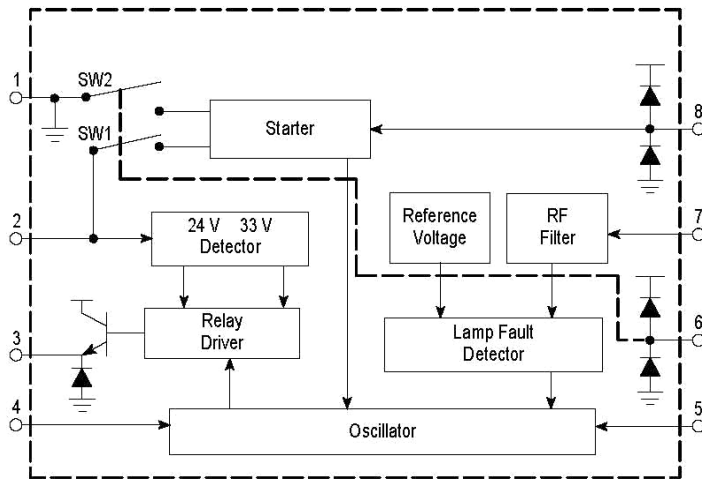 1
SW2
Starter
8
SW1
2
24 V 33 V
Detector
Reference
Voltage
RF
Filter
7
3
Relay
Driver
Lamp Fault
Detector
6
4
Oscillator
5